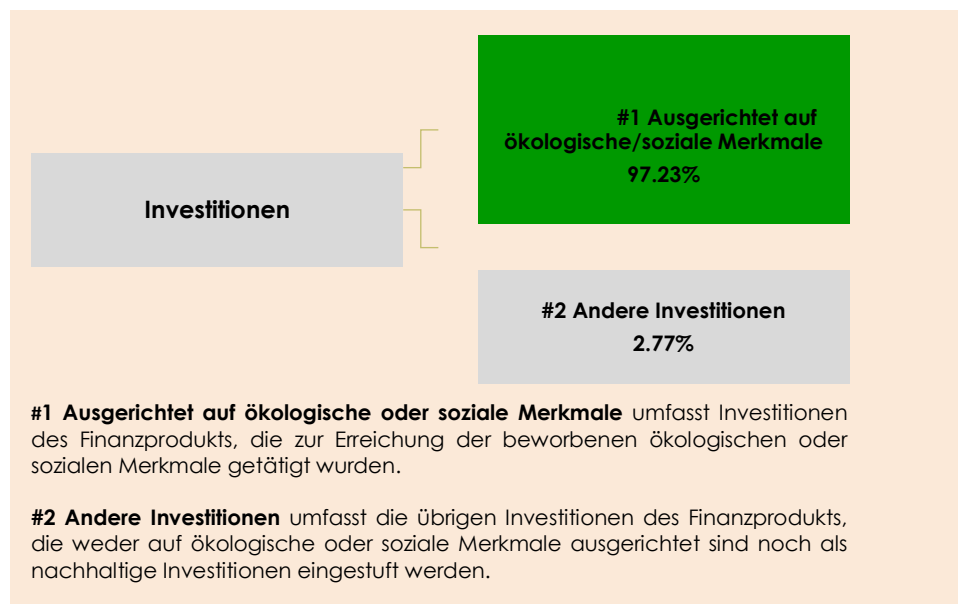 #1 Ausgerichtet auf
ökologische/soziale Merkmale
97.23%
Investitionen
#2 Andere Investitionen
2.77%
#1 Ausgerichtet auf ökologische oder soziale Merkmale umfasst Investitionen
des Finanzprodukts, die zur Erreichung der beworbenen ökologischen oder
sozialen Merkmale getätigt wurden.
#2 Andere Investitionen umfasst die übrigen Investitionen des Finanzprodukts,
die weder auf ökologische oder soziale Merkmale ausgerichtet sind noch als
nachhaltige Investitionen eingestuft werden.